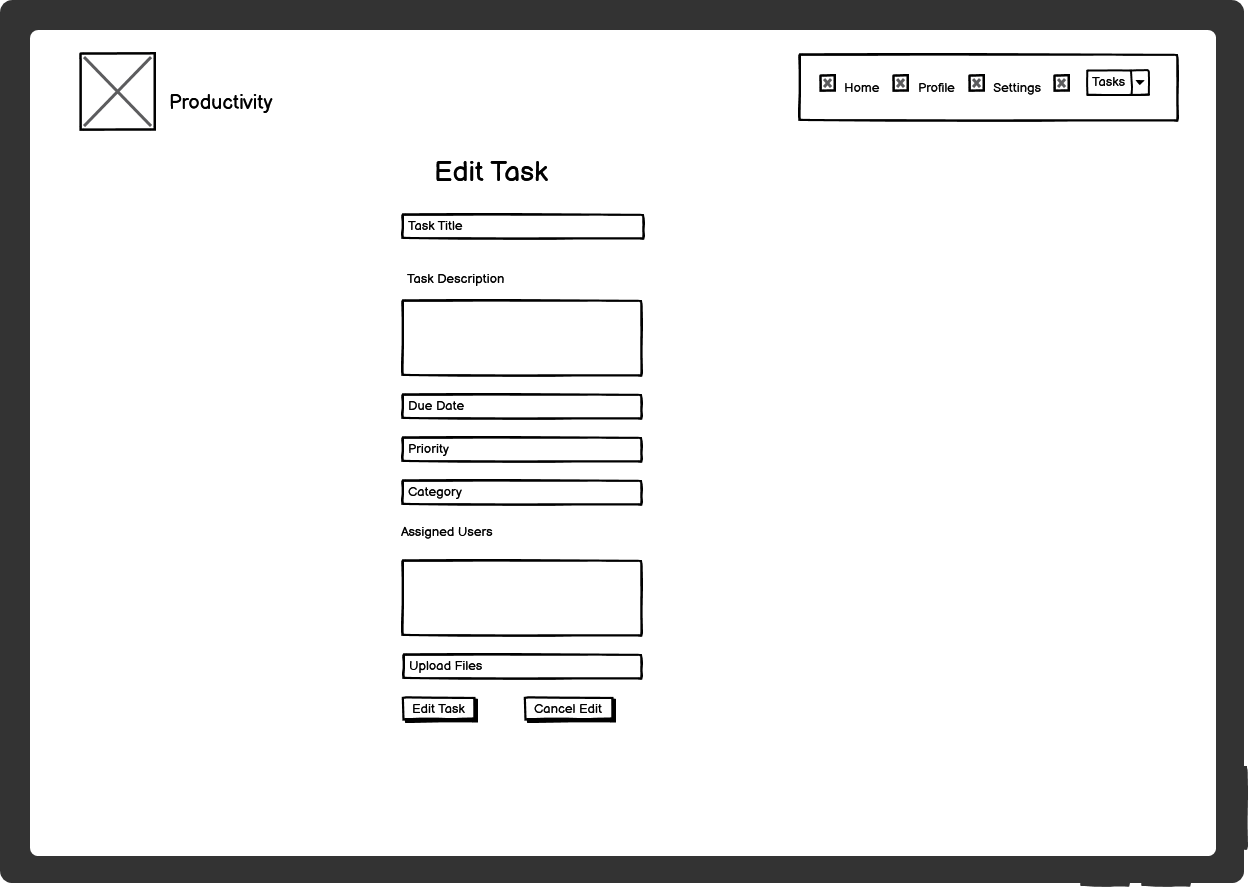 Productivity
Home Profile Settings Tasks
Edit Task
Task Title
Task Description
Due Date
Priority
Category
Assigned Users
Upload Files
Edit Task Cancel Edit